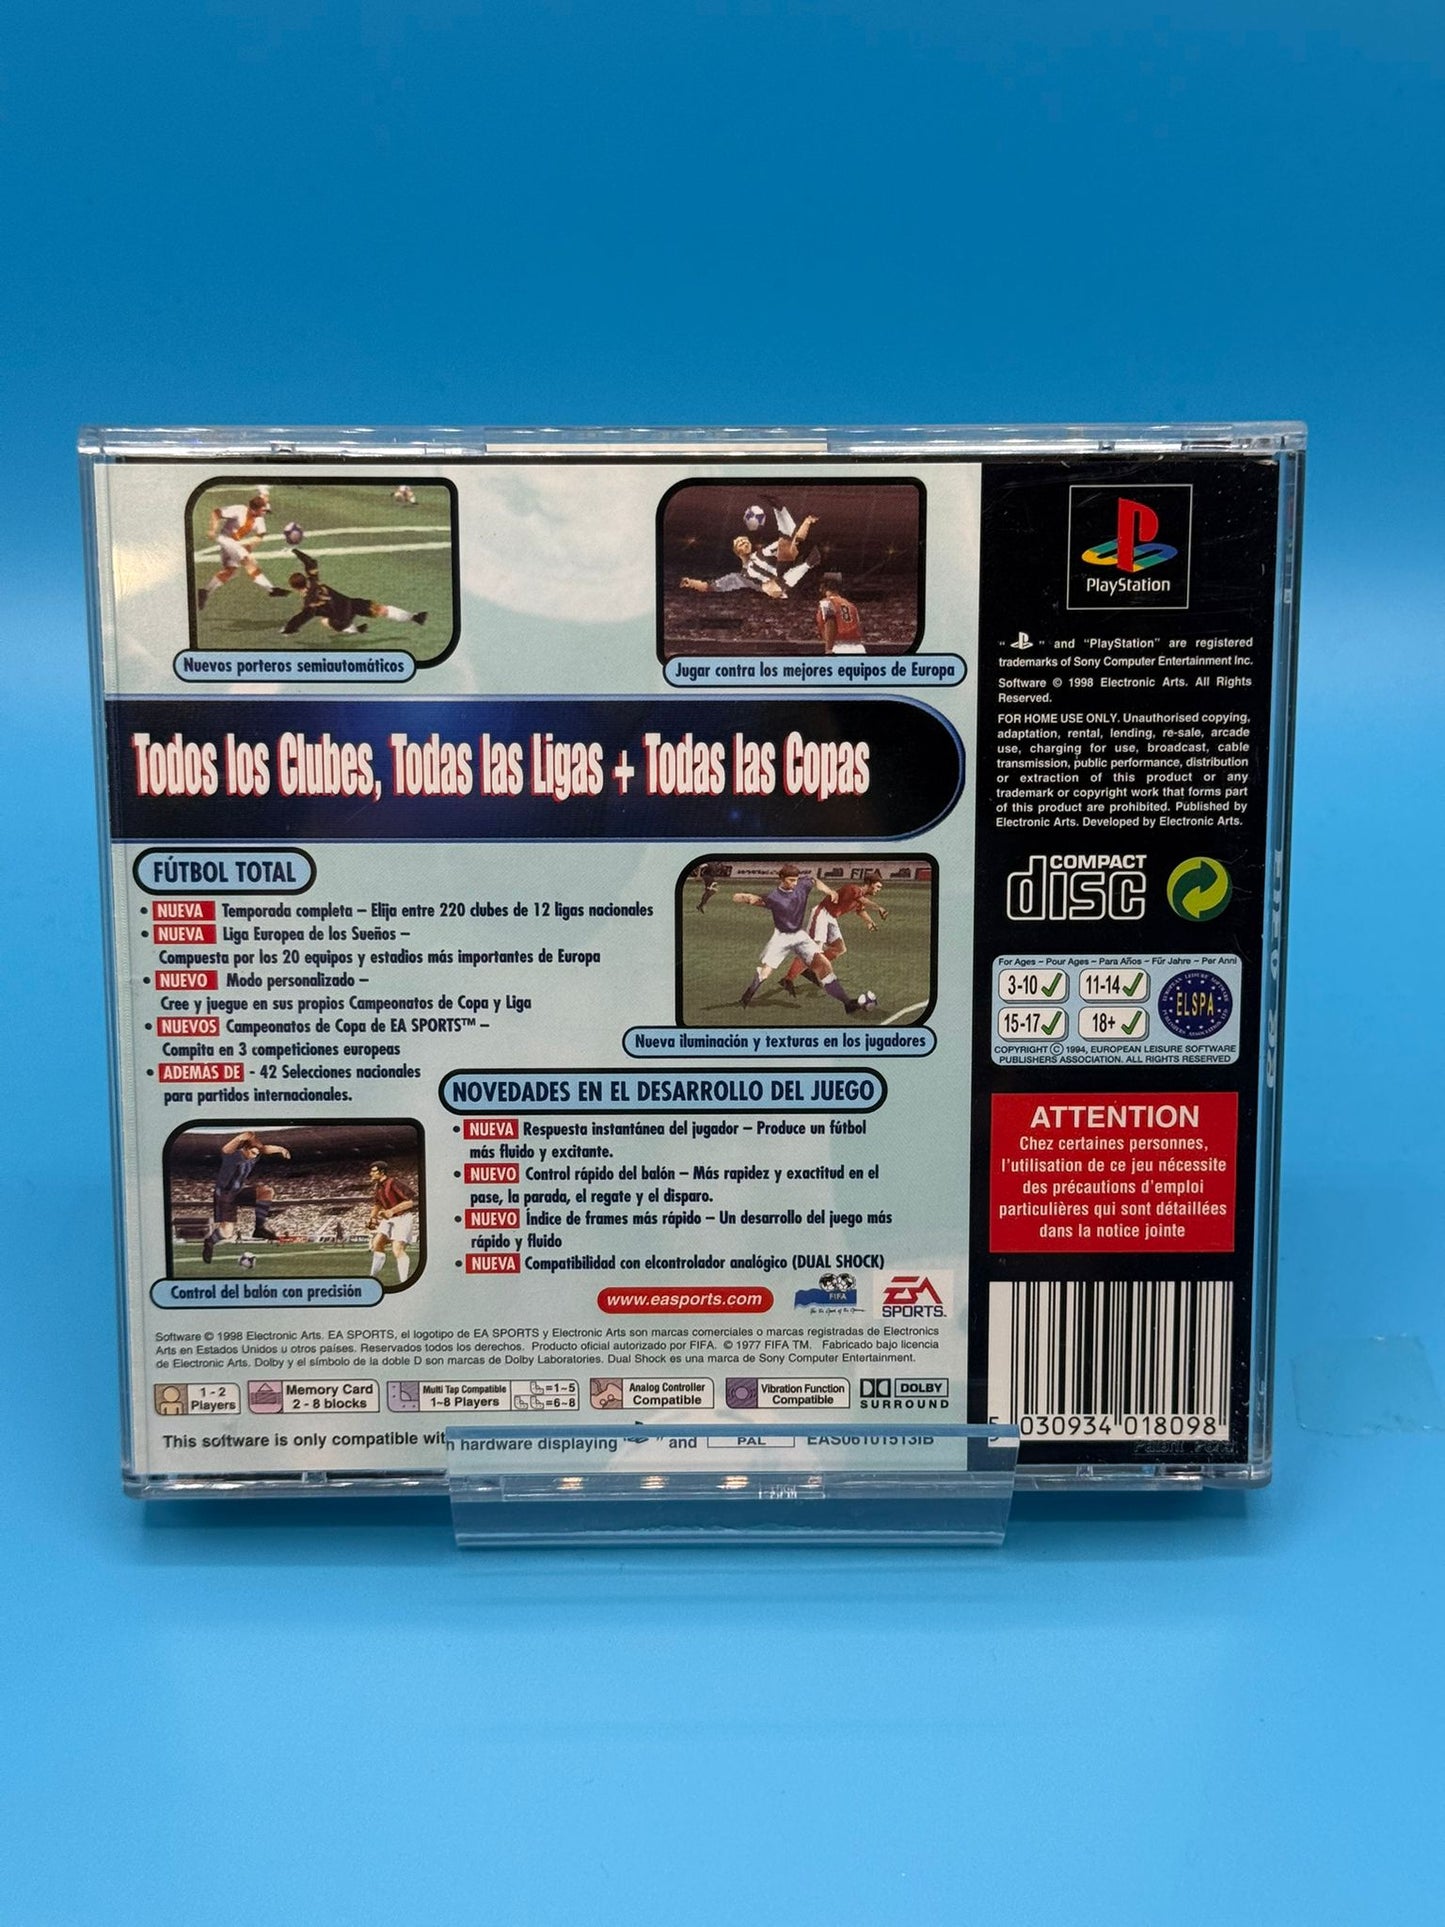 Nuevos porteros semiautomáticos
Jugar contra los mejores equipos de Europa
Todos los Clubes, Todas las Ligas + Todas las Copas
FÚTBOL TOTAL
• NUEVA Temporada completa – Elija entre 220 clubes de 12 ligas nacionales
• NUEVA Liga Europea de los Sueños –
Compuesta por los 20 equipos y estadios más importantes de Europa
• NUEVO Modo personalizado –
Cree y juegue en sus propios Campeonatos de Copa y Liga
• NUEVOS Campeonatos de Copa de EA SPORTS™ –
Compita en 3 competiciones europeas
• ADEMÁS DE - 42 Selecciones nacionales
para partidos internacionales.
FIFA
Nueva iluminación y texturas en los jugadores
NOVEDADES EN EL DESARROLLO DEL JUEGO
• NUEVA Respuesta instantánea del jugador – Produce un fútbol
más fluido y excitante.
• NUEVO Control rápido del balón – Más rapidez y exactitud en el
pase, la parada, el regate y el disparo.
• NUEVO Índice de frames más rápido – Un desarrollo del juego más
rápido y fluido
• NUEVA Compatibilidad con elcontrolador analógico (DUAL SHOCK)
Control del balón con precisión
www.easports.com
FIFA
EA
SPORTS™
Software © 1998 Electronic Arts. EA SPORTS, el logotipo de EA SPORTS y Electronic Arts son marcas comerciales o marcas registradas de Electronics
Arts en Estados Unidos u otros países. Reservados todos los derechos. Producto oficial autorizado por FIFA. © 1977 FIFA TM. Fabricado bajo licencia
de Electronic Arts. Dolby y el símbolo de la doble D son marcas de Dolby Laboratories. Dual Shock es una marca de Sony Computer Entertainment.
1 - 2
Players
Memory Card
2 - 8 blocks
Multi Tap Compatible
1~8 Players
=1~5
=6~8
Analog Controller
Compatible
Vibration Function
Compatible
DOLBY
SURROUND
This software is only compatible with hardware displaying " " and PAL EAS06101513IB
PlayStation
" " and "PlayStation" are registered
trademarks of Sony Computer Entertainment Inc.
Software © 1998 Electronic Arts. All Rights
Reserved.
FOR HOME USE ONLY. Unauthorised copying,
adaptation, rental, lending, re-sale, arcade
use, charging for use, broadcast, cable
transmission, public performance, distribution
or extraction of this product or any
trademark or copyright work that forms part
of this product are prohibited. Published by
Electronic Arts. Developed by Electronic Arts.
COMPACT
disc
For Ages – Pour Ages – Para Años – Für Jahre – Per Anni
3-10 11-14
15-17 18+
ELSPA
COPYRIGHT © 1994, EUROPEAN LEISURE SOFTWARE
PUBLISHERS ASSOCIATION. ALL RIGHTS RESERVED
ATTENTION
Chez certaines personnes,
l'utilisation de ce jeu nécessite
des précautions d'emploi
particulières qui sont détaillées
dans la notice jointe
5 030934 018098